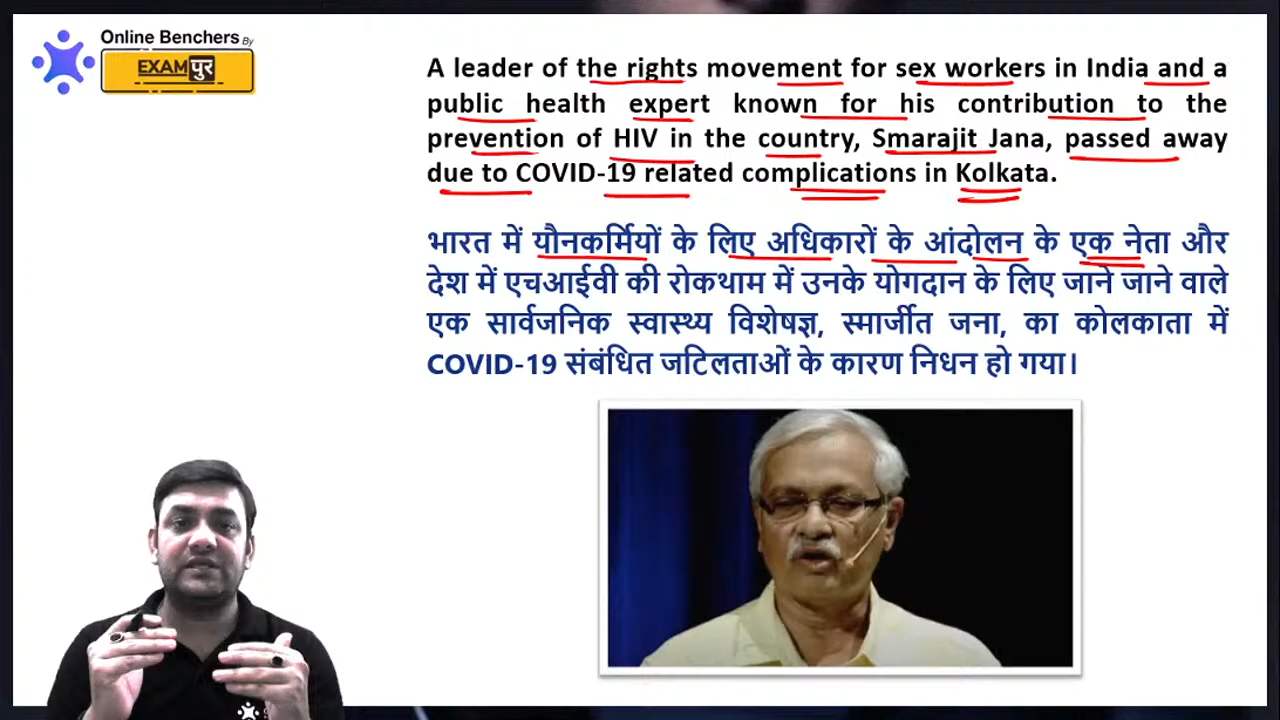 Online Benchers By
EXAMपुर
A leader of the rights movement for sex workers in India and a
public health expert known for his contribution to the
prevention of HIV in the country, Smarajit Jana, passed away
due to COVID-19 related complications in Kolkata.
भारत में यौनकर्मियों के लिए अधिकारों के आंदोलन के एक नेता और
देश में एचआईवी की रोकथाम में उनके योगदान के लिए जाने जाने वाले
एक सार्वजनिक स्वास्थ्य विशेषज्ञ, स्मार्जीत जना, का कोलकाता में
COVID-19 संबंधित जटिलताओं के कारण निधन हो गया।